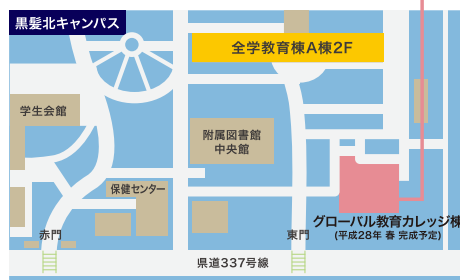 黒髪北キャンパス
全学教育棟A棟2F
学生会館
附属図書館
中央館
保健センター
グローバル教育カレッジ棟
(平成28年 春 完成予定)
赤門
東門
県道337号線